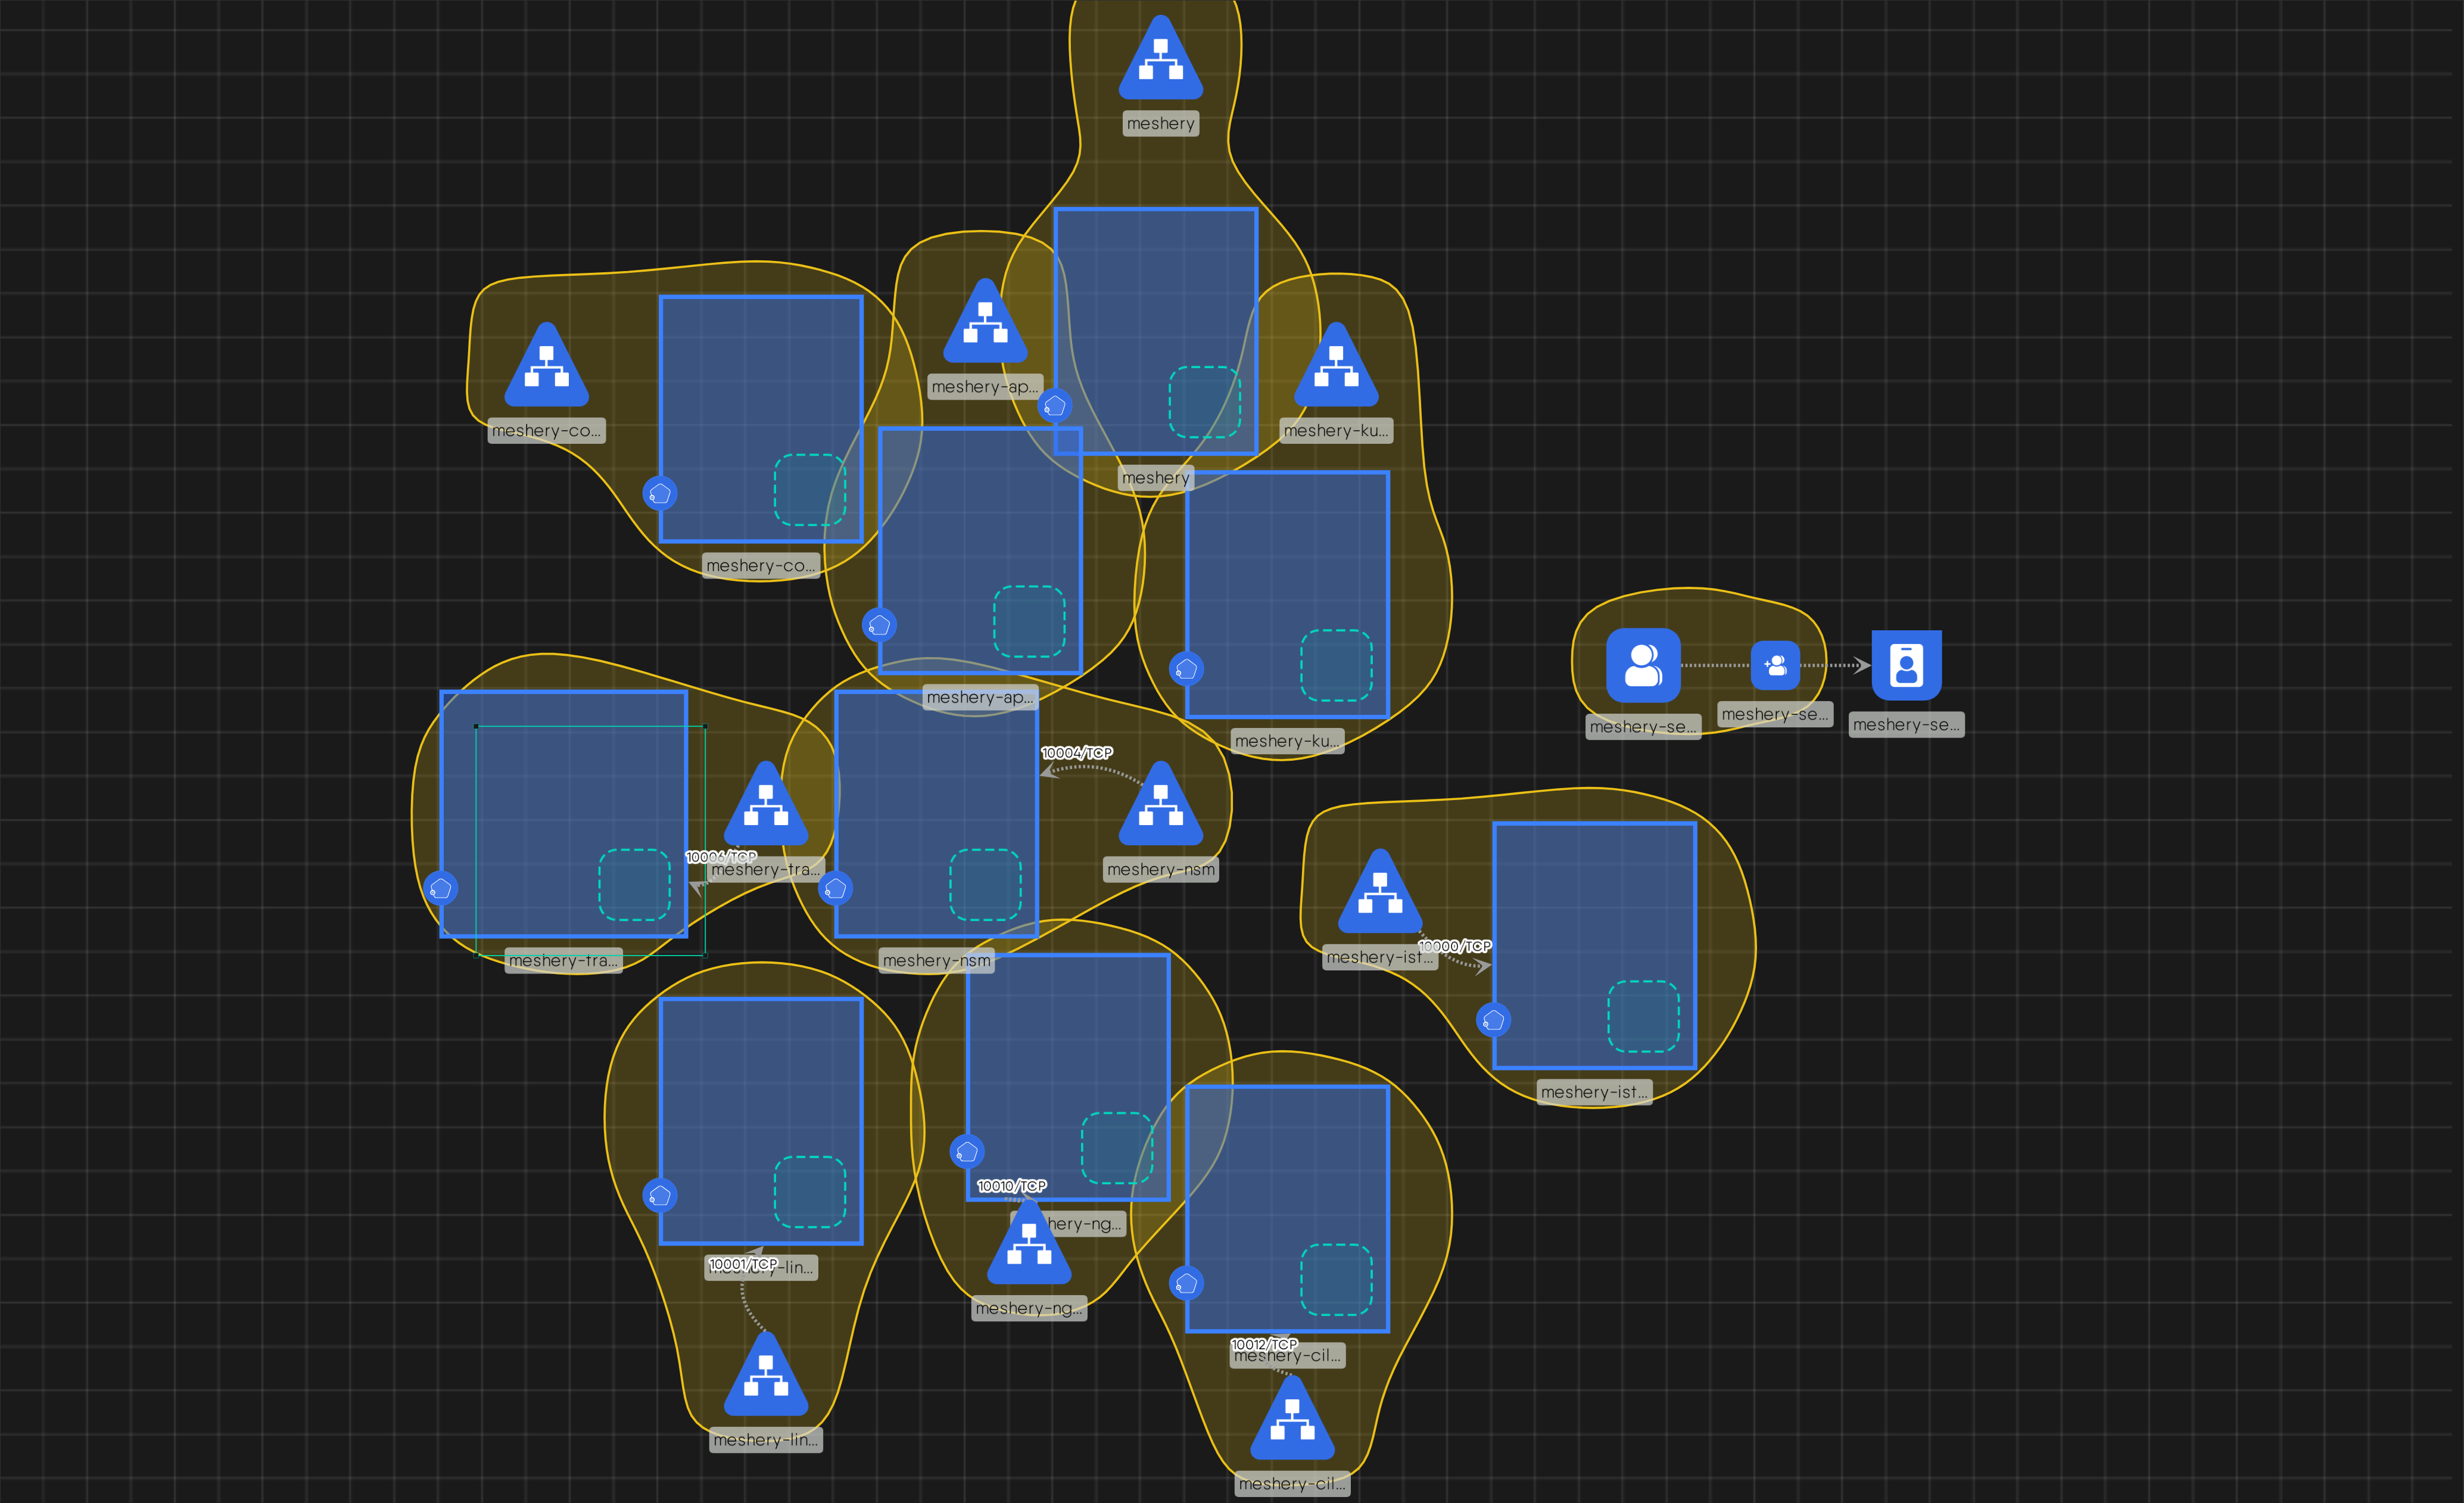 meshery
meshery-ap...
meshery-co...
meshery-ku...
meshery
meshery-co...
meshery-ap...
meshery-se...
meshery-se...
meshery-se...
meshery-ku...
10004/TCP
10006/TCP
meshery-tra...
meshery-nsm
10000/TCP
meshery-ist...
meshery-tra...
meshery-nsm
meshery-ist...
10010/TCP
hery-ng...
10001/TCP
lin...
meshery-ng...
10012/TCP
meshery-cil...
meshery-lin...
meshery-cil...